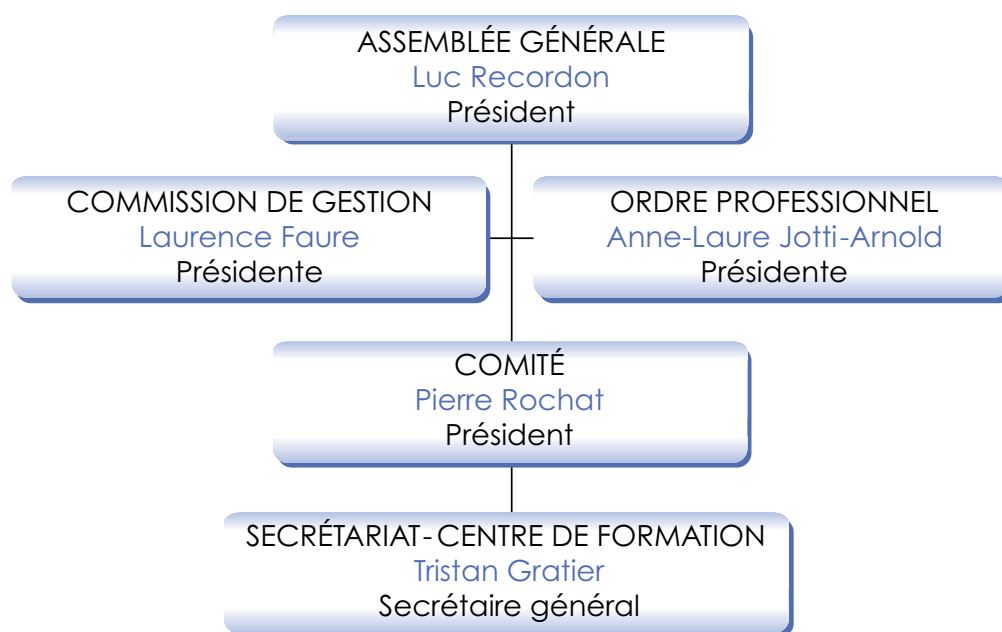 ASSEMBLÉE GÉNÉRALE
Luc Recordon
Président
COMMISSION DE GESTION
Laurence Faure
Présidente
ORDRE PROFESSIONNEL
Anne-Laure Jotti-Arnold
Présidente
COMITÉ
Pierre Rochat
Président
SECRÉTARIAT-CENTRE DE FORMATION
Tristan Gratier
Secrétaire général